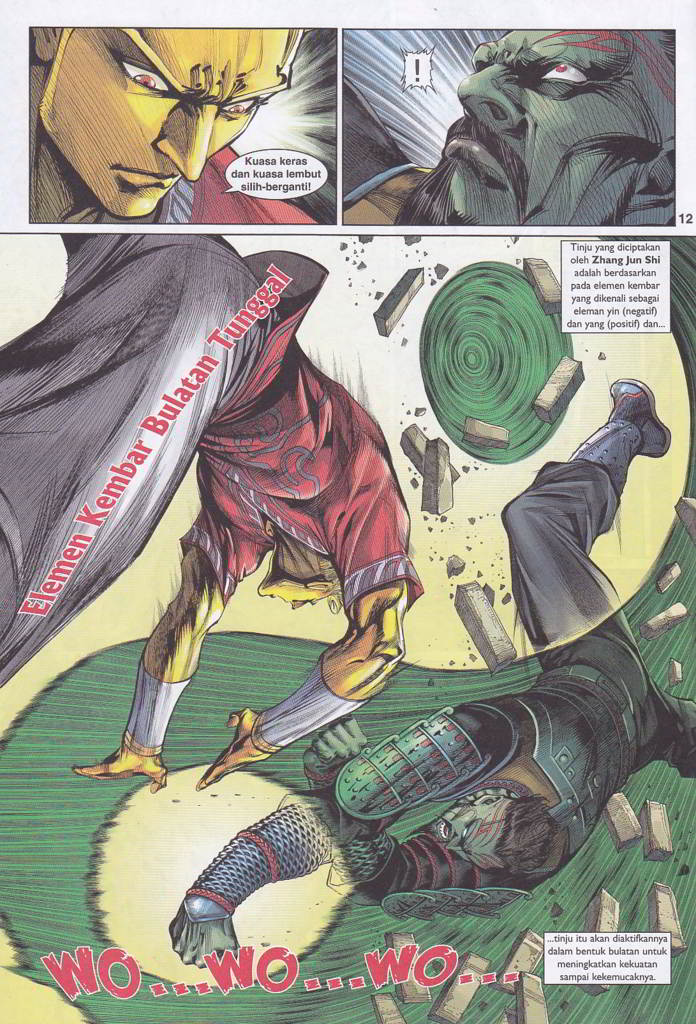 Kuasa keras
dan kuasa lembut
silih-berganti!
!
12
Tinju yang diciptakan
oleh Zhang Jun Shi
adalah berdasarkan
pada elemen kembar
yang dikenali sebagai
eleman yin (negatif)
dan yang (positif) dan...
Elemen Kembar Bulatan Tunggal
...tinju itu akan diaktifkannya
dalam bentuk bulatan untuk
meningkatkan kekuatan
sampai kekemucaknya.
WO...WO...WO...